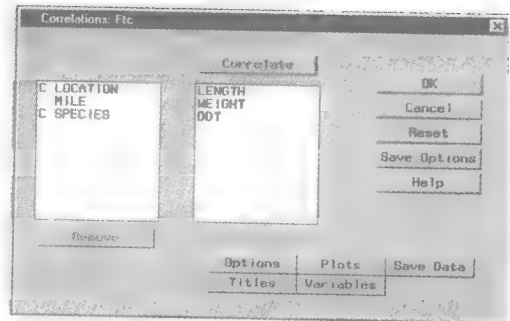 Correlations: Ftc
Correlate
C LOCATION
MILE
C SPECIES
LENGTH
WEIGHT
DDT
OK
Cancel
Reset
Save Options
Help
Remove
Options
Plots
Save Data
Titles
Variables